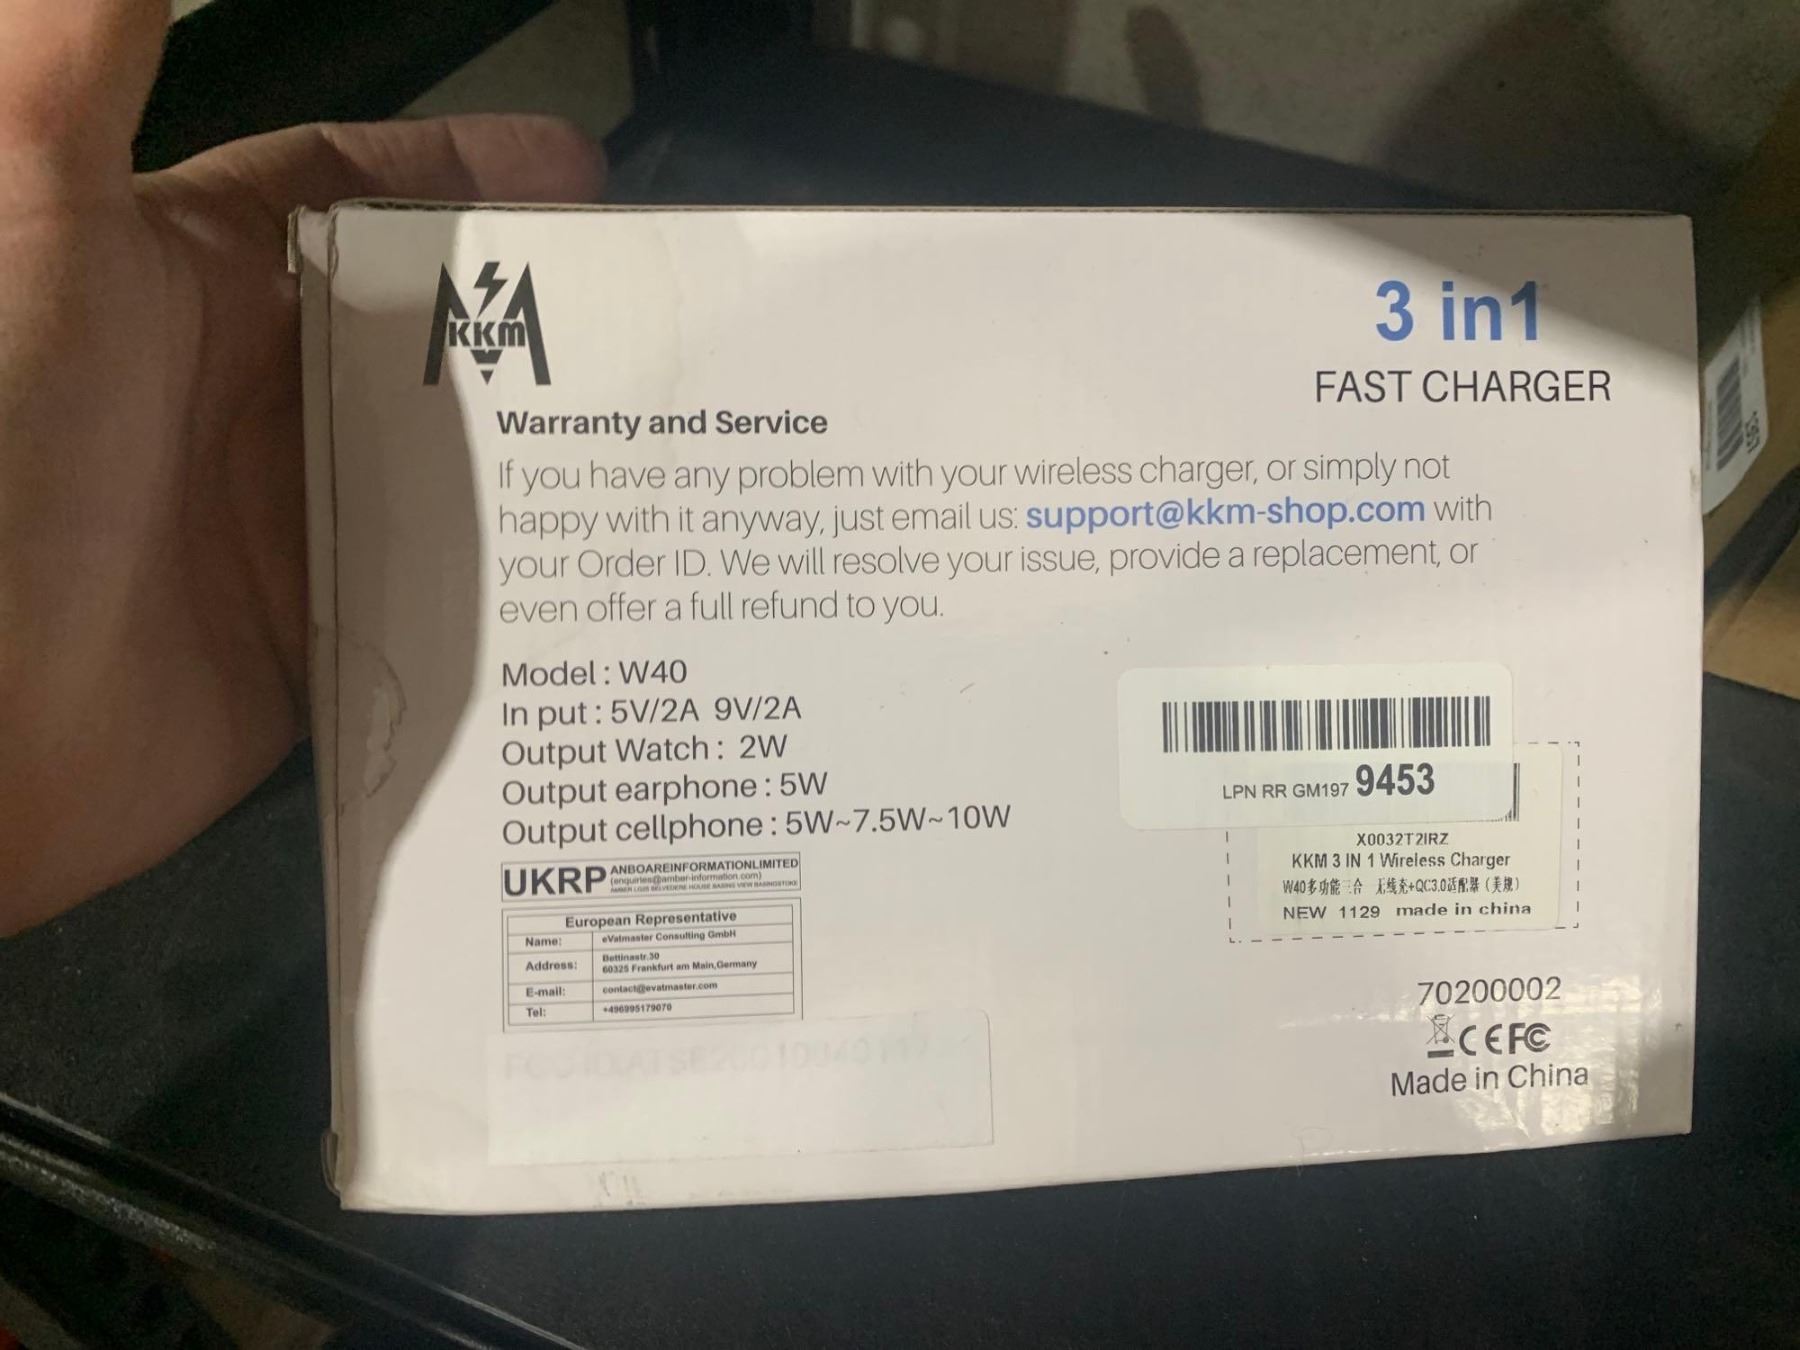 KKM
3 in1
FAST CHARGER
Warranty and Service
If you have any problem with your wireless charger, or simply not
happy with it anyway, just email us: support@kkm-shop.com with
your Order ID. We will resolve your issue, provide a replacement, or
even offer a full refund to you.
Model : W40
In put : 5V/2A 9V/2A
Output Watch : 2W
Output earphone : 5W
Output cellphone : 5W~7.5W~10W
UKRP
ANBOAREINFORMATIONLIMITED
(enquiries@amber-information.com)
European Representative
Name: eVatmaster Consulting GmbH
Address: Bettinastr.30
60325 Frankfurt am Main,Germany
E-mail: contact@evatmaster.com
Tel: +496995179070
LPN RR GM197 9453
X0032T2IRZ
KKM 3 IN 1 Wireless Charger
W40多功能三合 无线充+QC3.0适配器 (美规)
NEW 1129 made in china
70200002
CE FC
Made in China